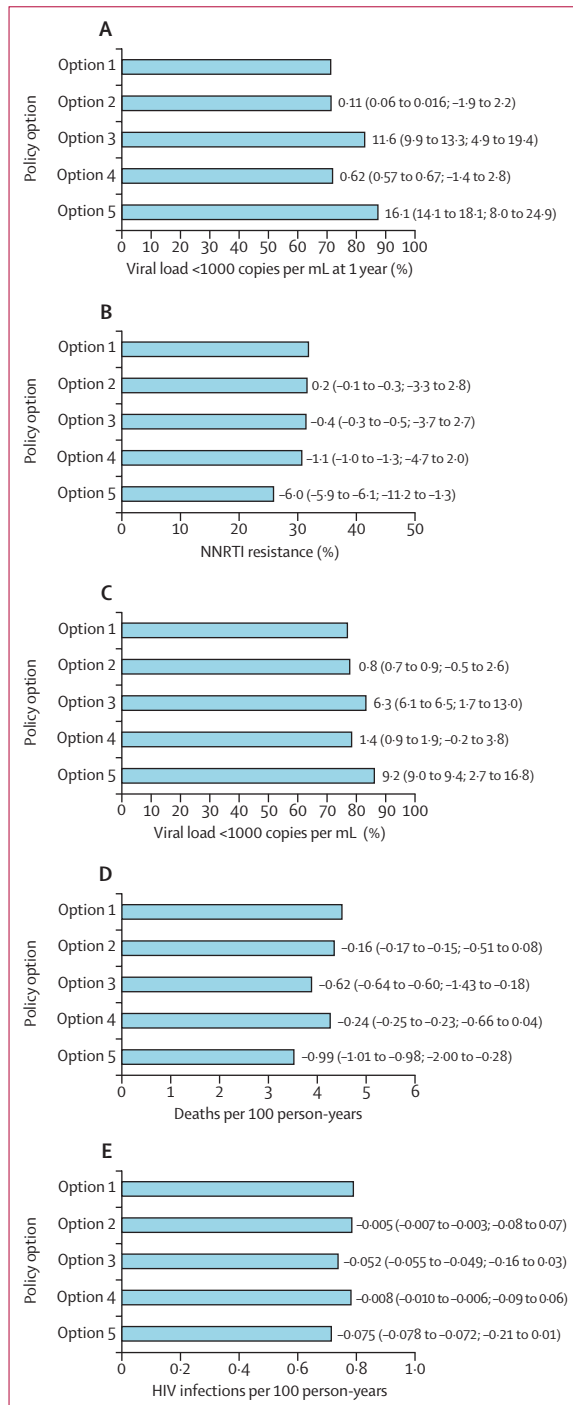 A
Policy option
Option 1
Option 2
0·11 (0·06 to 0·016; –1·9 to 2·2)
Option 3
11·6 (9·9 to 13·3; 4·9 to 19·4)
Option 4
0·62 (0·57 to 0·67; –1·4 to 2·8)
Option 5
16·1 (14·1 to 18·1; 8·0 to 24·9)
0 10 20 30 40 50 60 70 80 90 100
Viral load <1000 copies per mL at 1 year (%)
B
Policy option
Option 1
Option 2
0·2 (–0·1 to –0·3; –3·3 to 2·8)
Option 3
–0·4 (–0·3 to –0·5; –3·7 to 2·7)
Option 4
–1·1 (–1·0 to –1·3; –4·7 to 2·0)
Option 5
–6·0 (–5·9 to –6·1; –11·2 to –1·3)
0 10 20 30 40 50
NNRTI resistance (%)
C
Policy option
Option 1
Option 2
0·8 (0·7 to 0·9; –0·5 to 2·6)
Option 3
6·3 (6·1 to 6·5; 1·7 to 13·0)
Option 4
1·4 (0·9 to 1·9; –0·2 to 3·8)
Option 5
9·2 (9·0 to 9·4; 2·7 to 16·8)
0 10 20 30 40 50 60 70 80 90 100
Viral load <1000 copies per mL (%)
D
Policy option
Option 1
Option 2
–0·16 (–0·17 to –0·15; –0·51 to 0·08)
Option 3
–0·62 (–0·64 to –0·60; –1·43 to –0·18)
Option 4
–0·24 (–0·25 to –0·23; –0·66 to 0·04)
Option 5
–0·99 (–1·01 to –0·98; –2·00 to –0·28)
0 1 2 3 4 5 6
Deaths per 100 person-years
E
Policy option
Option 1
Option 2
–0·005 (–0·007 to –0·003; –0·08 to 0·07)
Option 3
–0·052 (–0·055 to –0·049; –0·16 to 0·03)
Option 4
–0·008 (–0·010 to –0·006; –0·09 to 0·06)
Option 5
–0·075 (–0·078 to –0·072; –0·21 to 0·01)
0 0·2 0·4 0·6 0·8 1·0
HIV infections per 100 person-years